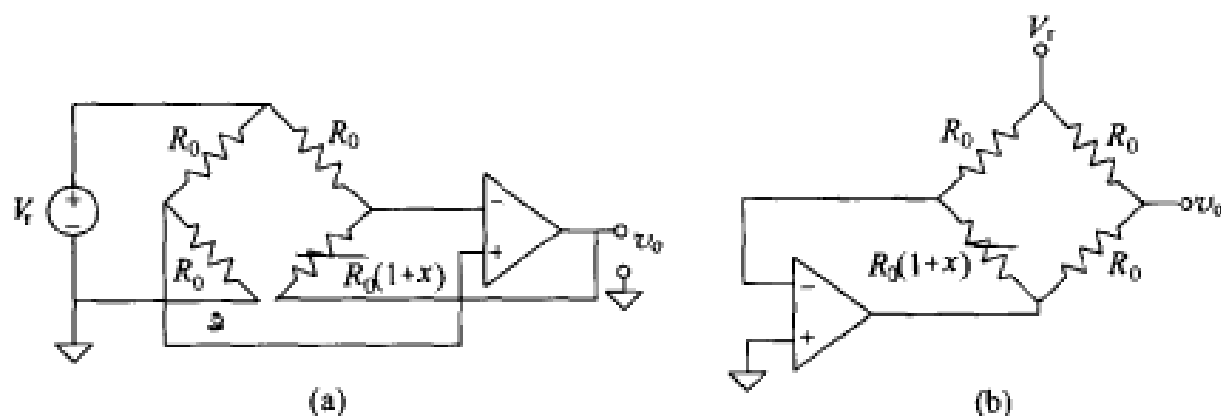 V_r
R_0
R_0
R_0
R_0(1+x)
+
−
−
+
v_0
(a)
V_r
R_0
R_0
R_0(1+x)
R_0
v_0
−
+
(b)